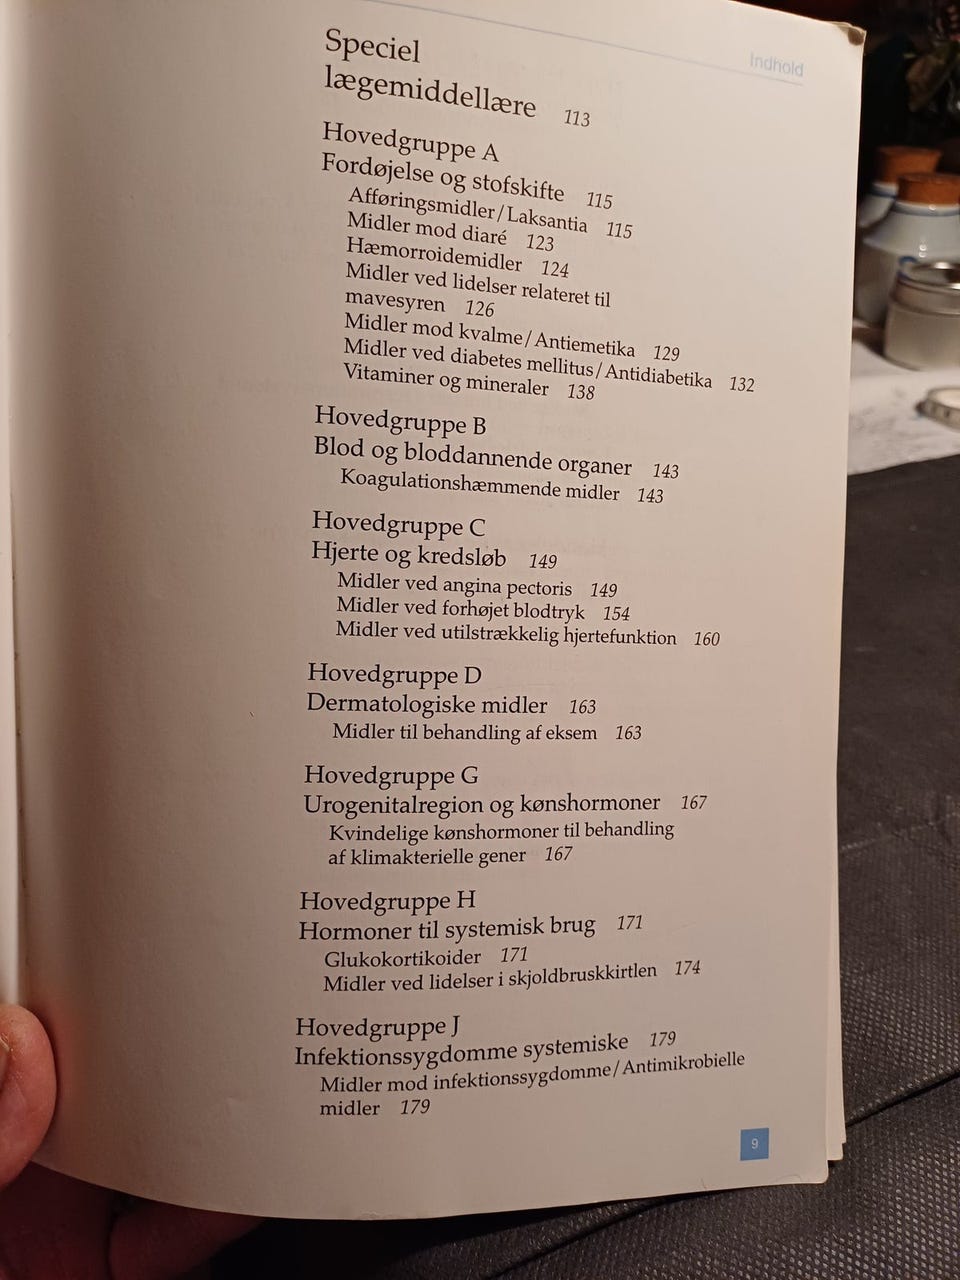 Indhold
Speciel
lægemiddellære 113
Hovedgruppe A
Fordøjelse og stofskifte 115
Afføringsmidler/Laksantia 115
Midler mod diaré 123
Hæmorroidemidler 124
Midler ved lidelser relateret til
mavesyren 126
Midler mod kvalme/Antiemetika 129
Midler ved diabetes mellitus/Antidiabetika 132
Vitaminer og mineraler 138
Hovedgruppe B
Blod og bloddannende organer 143
Koagulationshæmmende midler 143
Hovedgruppe C
Hjerte og kredsløb 149
Midler ved angina pectoris 149
Midler ved forhøjet blodtryk 154
Midler ved utilstrækkelig hjertefunktion 160
Hovedgruppe D
Dermatologiske midler 163
Midler til behandling af eksem 163
Hovedgruppe G
Urogenitalregion og kønshormoner 167
Kvindelige kønshormoner til behandling
af klimakterielle gener 167
Hovedgruppe H
Hormoner til systemisk brug 171
Glukokortikoider 171
Midler ved lidelser i skjoldbruskkirtlen 174
Hovedgruppe J
Infektionssygdomme systemiske 179
Midler mod infektionssygdomme/Antimikrobielle
midler 179
9